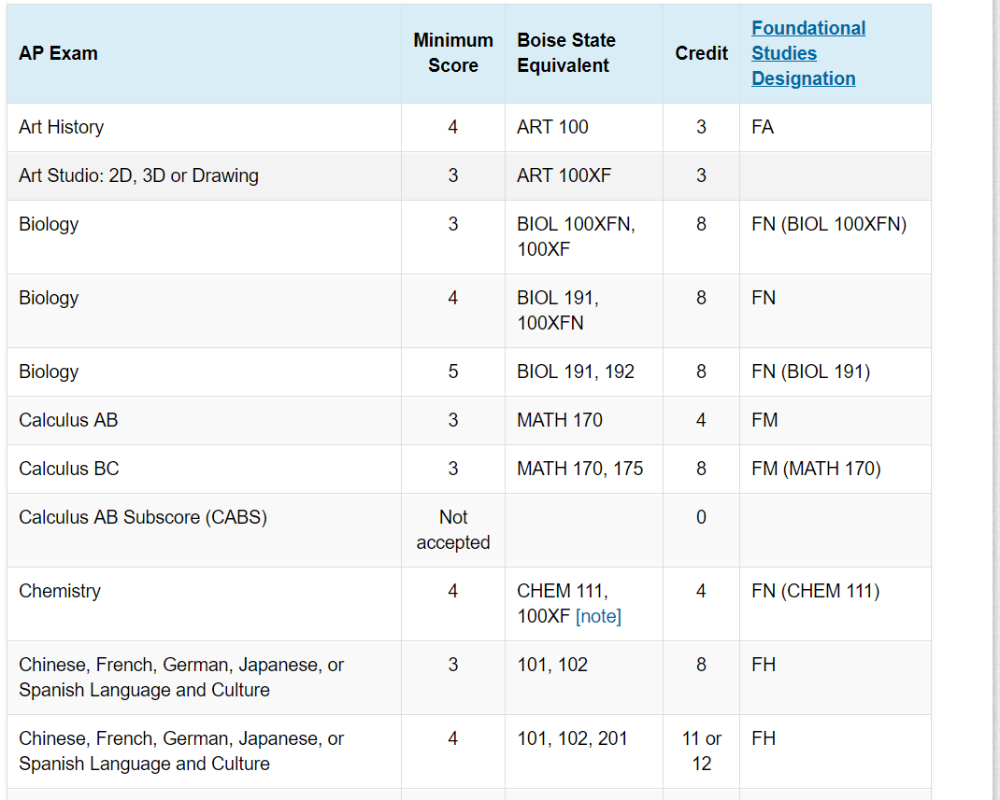 AP Exam
Minimum
Score
Boise State
Equivalent
Credit
Foundational
Studies
Designation
Art History 4 ART 100 3 FA
Art Studio: 2D, 3D or Drawing 3 ART 100XF 3
Biology 3 BIOL 100XFN, 8 FN (BIOL 100XFN)
100XF
Biology 4 BIOL 191, 8 FN
100XFN
Biology 5 BIOL 191, 192 8 FN (BIOL 191)
Calculus AB 3 MATH 170 4 FM
Calculus BC 3 MATH 170, 175 8 FM (MATH 170)
Calculus AB Subscore (CABS) Not 0
accepted
Chemistry 4 CHEM 111, 4 FN (CHEM 111)
100XF [note]
Chinese, French, German, Japanese, or 3 101, 102 8 FH
Spanish Language and Culture
Chinese, French, German, Japanese, or 4 101, 102, 201 11 or FH
Spanish Language and Culture 12